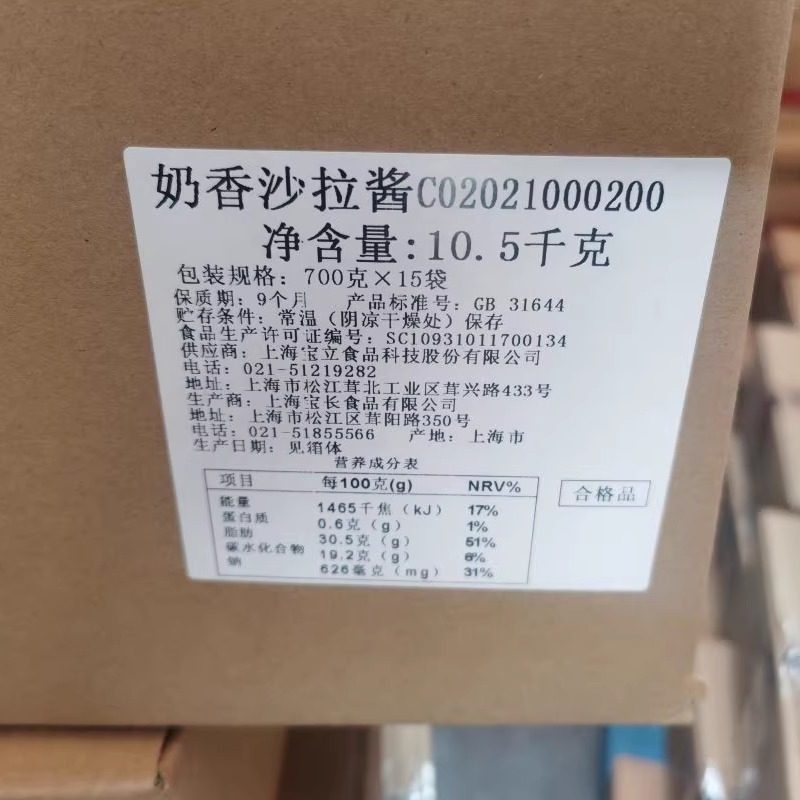 奶香沙拉酱C02021000200
净含量:10.5千克
包装规格：700克×15袋
保质期：9个月 产品标准号：GB 31644
贮存条件：常温（阴凉干燥处）保存
食品生产许可证编号：SC10931011700134
供应商：上海宝立食品科技股份有限公司
电话：021-51219282
地址：上海市松江茸北工业区茸兴路433号
生产商：上海宝长食品有限公司
地址：上海市松江区茸阳路350号
电话：021-51855566 产地：上海市
生产日期：见箱体
营养成分表
项目 每100克(g) NRV%
能量 1465千焦（kJ） 17%
蛋白质 0.6克（g） 1%
脂肪 30.5克（g） 51%
碳水化合物 19.2克（g） 6%
钠 626毫克（mg） 31%
合格品